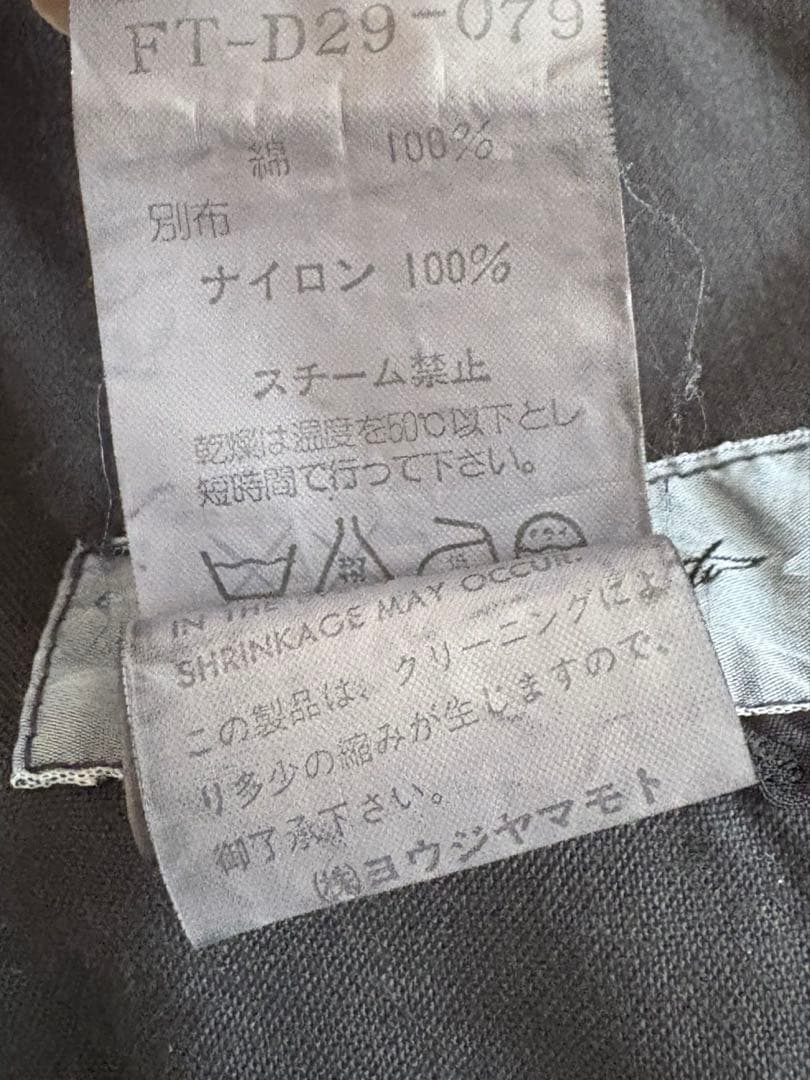 FT-D29-079
綿 100%
別布
ナイロン 100%
スチーム禁止
乾燥は温度を60℃以下とし
短時間で行って下さい。
IN THE
SHRINKAGE MAY OCCUR.
この製品は、クリーニングによ
り多少の縮みが生じますので、
御了承下さい。
㈱ヨウジヤマモト